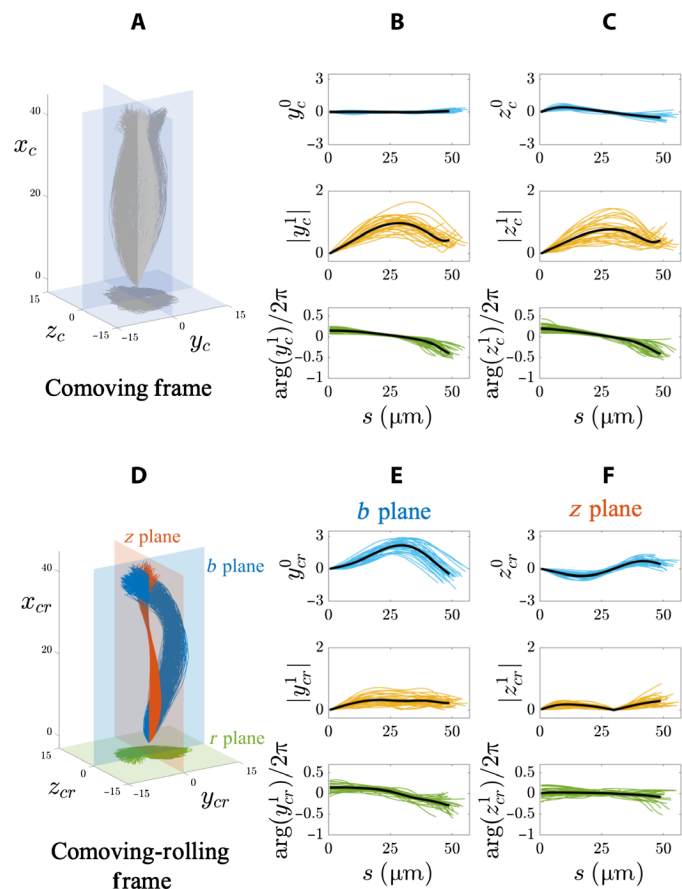 A
B
C
x_c
40
20
0
15
0
−15
−15
0
15
z_c
y_c
Comoving frame
y_c^0
3
0
−3
0
25
50
z_c^0
3
0
−3
0
25
50
|y_c^1|
2
0
0
25
50
|z_c^1|
2
0
0
25
50
arg(y_c^1)/2π
0.5
0
−0.5
−1
0
25
50
s (μm)
arg(z_c^1)/2π
0.5
0
−0.5
−1
0
25
50
s (μm)
D
E
F
z plane
b plane
r plane
x_cr
40
20
0
15
0
−15
−15
0
15
z_cr
y_cr
Comoving-rolling
frame
b plane
z plane
y_cr^0
3
0
−3
0
25
50
z_cr^0
3
0
−3
0
25
50
|y_cr^1|
2
0
0
25
50
|z_cr^1|
2
0
0
25
50
arg(y_cr^1)/2π
0.5
0
−0.5
−1
0
25
50
s (μm)
arg(z_cr^1)/2π
0.5
0
−0.5
−1
0
25
50
s (μm)